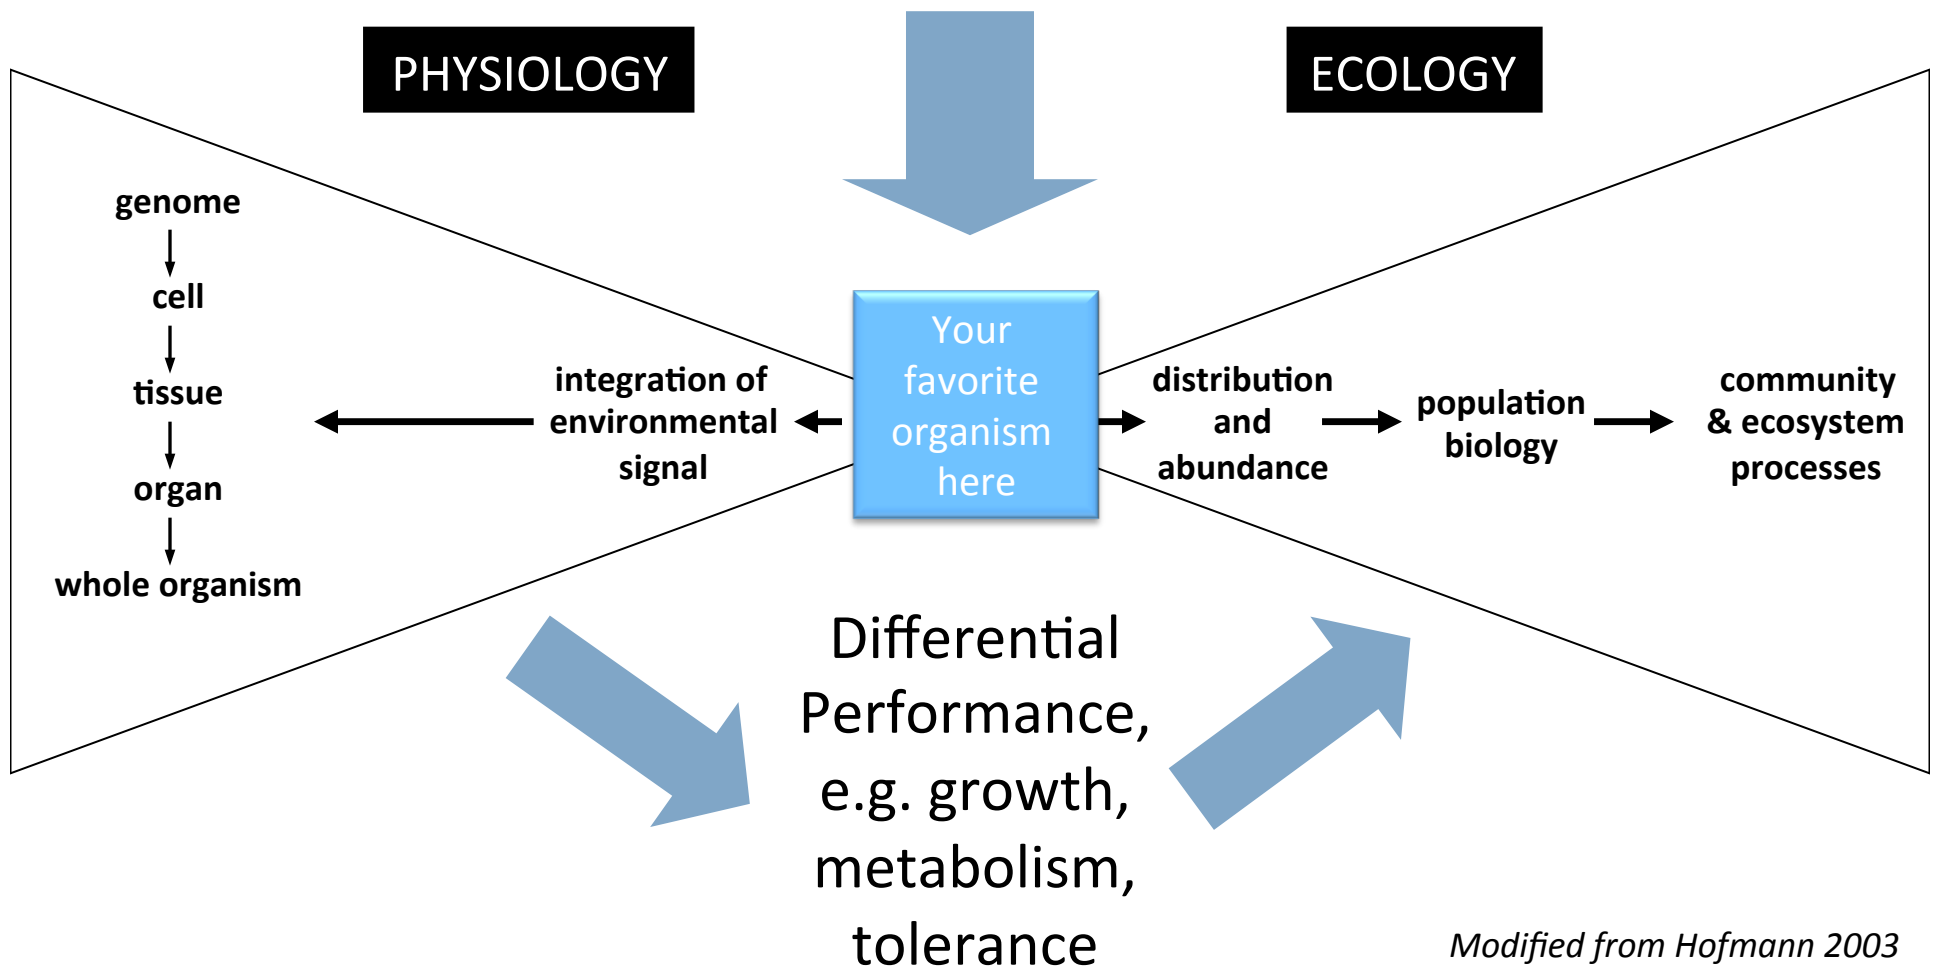 PHYSIOLOGY
ECOLOGY
genome
cell
tissue
organ
whole organism
integration of
environmental
signal
Your
favorite
organism
here
distribution
and
abundance
population
biology
community
& ecosystem
processes
Differential
Performance,
e.g. growth,
metabolism,
tolerance
Modified from Hofmann 2003